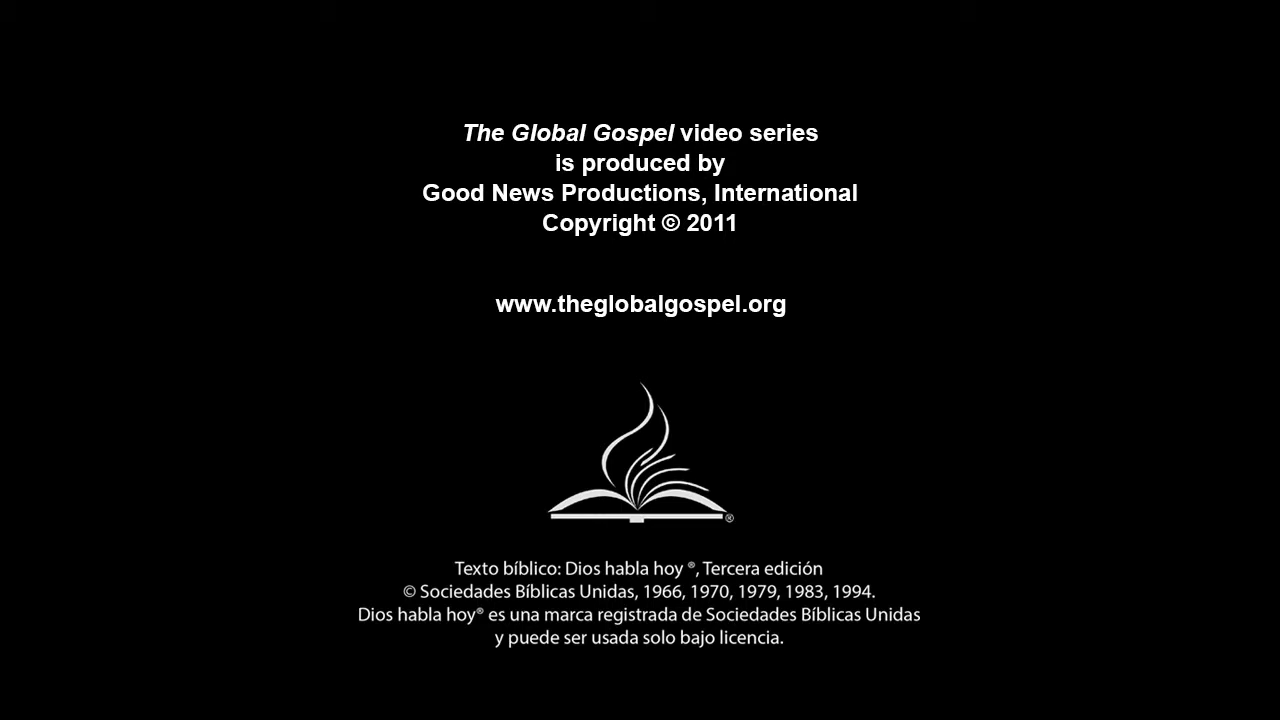 The Global Gospel video series
is produced by
Good News Productions, International
Copyright © 2011
www.theglobalgospel.org
®
Texto bíblico: Dios habla hoy ®, Tercera edición
© Sociedades Bíblicas Unidas, 1966, 1970, 1979, 1983, 1994.
Dios habla hoy® es una marca registrada de Sociedades Bíblicas Unidas
y puede ser usada solo bajo licencia.